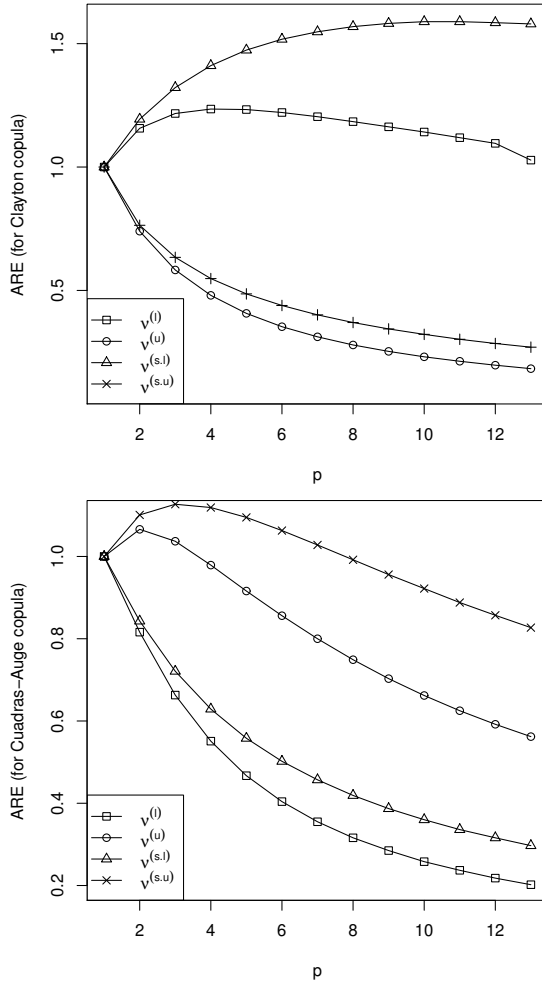 ARE (for Clayton copula)
1.5
1.0
0.5
ν(l)
ν(u)
ν(s.l)
ν(s.u)
2 4 6 8 10 12
p
ARE (for Cuadras−Auge copula)
1.0
0.8
0.6
0.4
0.2
ν(l)
ν(u)
ν(s.l)
ν(s.u)
2 4 6 8 10 12
p